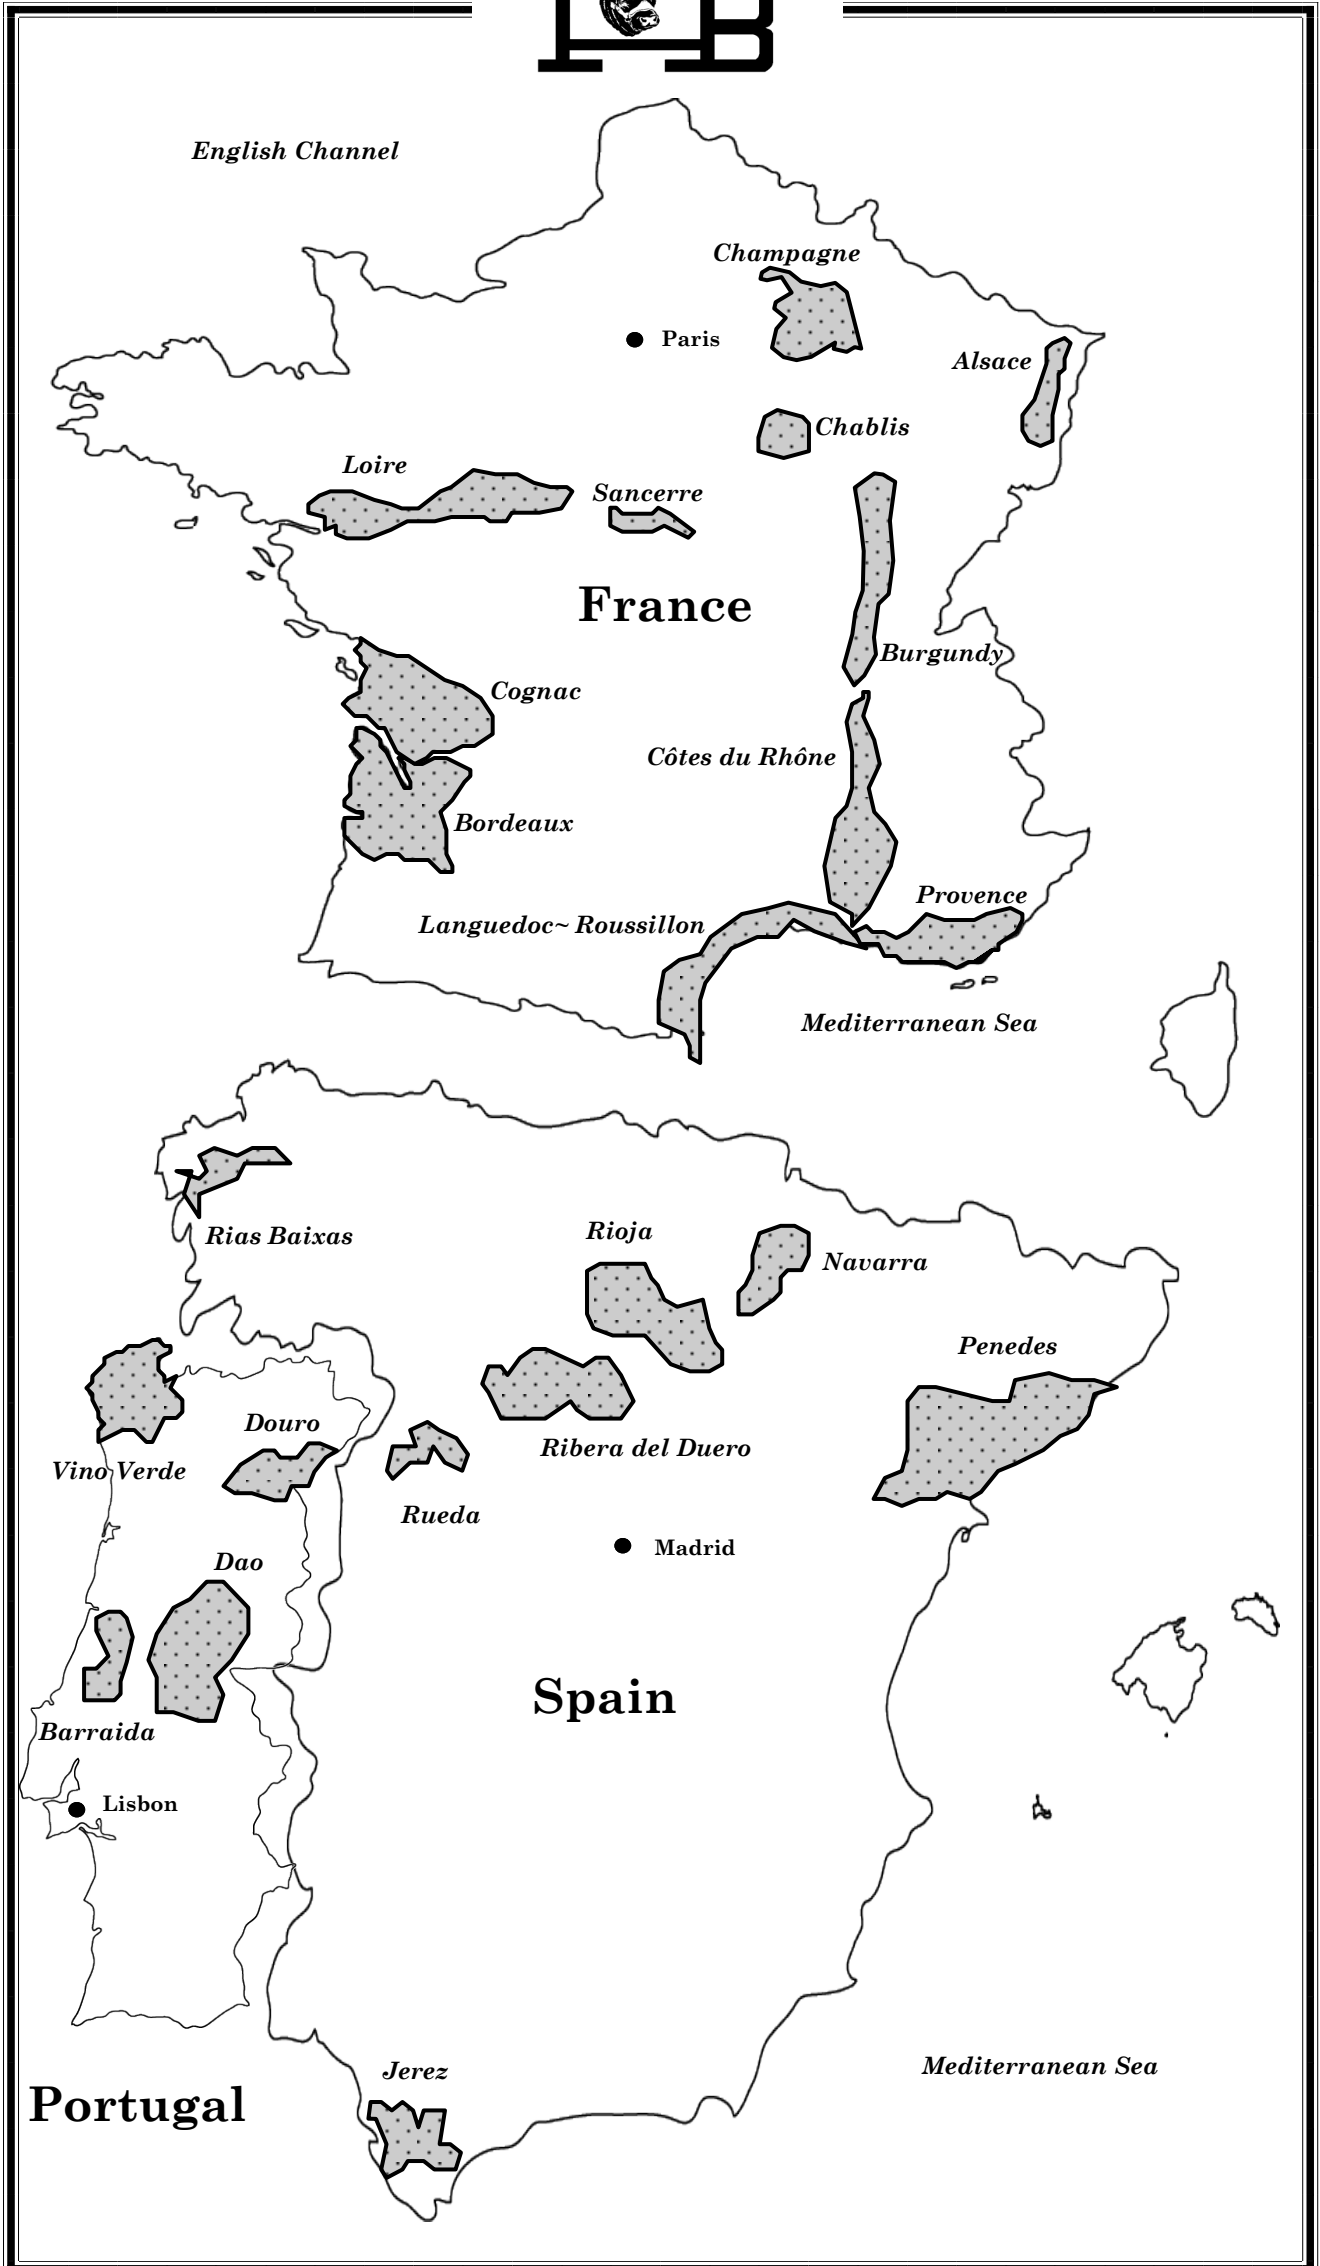 B
English Channel
Champagne
Paris
Alsace
Chablis
Loire
Sancerre
France
Burgundy
Cognac
Côtes du Rhône
Bordeaux
Provence
Languedoc~ Roussillon
Mediterranean Sea
Rias Baixas
Rioja
Navarra
Penedes
Douro
Ribera del Duero
Vino Verde
Rueda
Madrid
Dao
Spain
Barraida
Lisbon
Mediterranean Sea
Jerez
Portugal